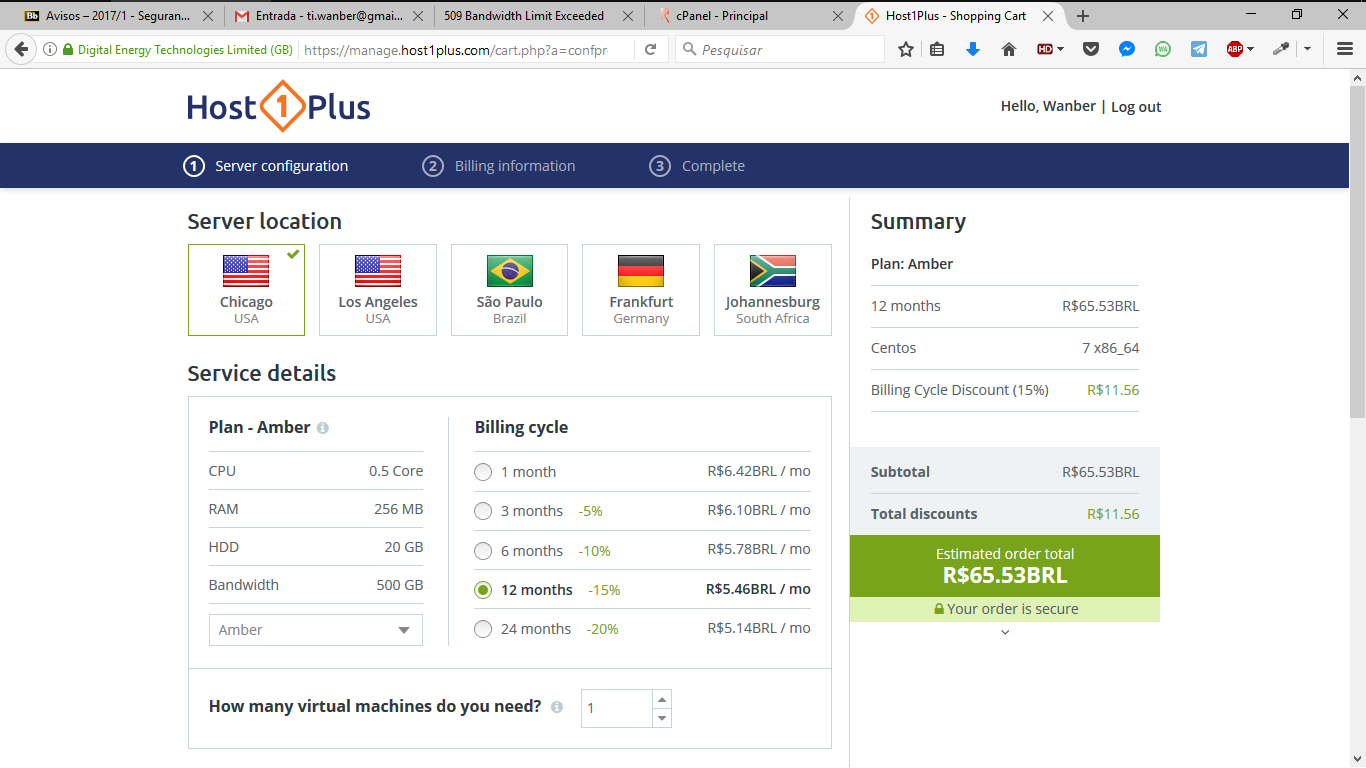 Avisos – 2017/1 - Seguran...
Entrada - ti.wanber@gmai...
509 Bandwidth Limit Exceeded
cPanel - Principal
Host1Plus - Shopping Cart
Digital Energy Technologies Limited (GB)
https://manage.host1plus.com/cart.php?a=confpr
Pesquisar
HD
WA
ABP
Host1Plus
Hello, Wanber | Log out
1 Server configuration
2 Billing information
3 Complete
Server location
Chicago
USA
Los Angeles
USA
São Paulo
Brazil
Frankfurt
Germany
Johannesburg
South Africa
Service details
Plan - Amber
CPU 0.5 Core
RAM 256 MB
HDD 20 GB
Bandwidth 500 GB
Amber
Billing cycle
1 month R$6.42BRL / mo
3 months -5% R$6.10BRL / mo
6 months -10% R$5.78BRL / mo
12 months -15% R$5.46BRL / mo
24 months -20% R$5.14BRL / mo
How many virtual machines do you need? 1
Summary
Plan: Amber
12 months R$65.53BRL
Centos 7 x86_64
Billing Cycle Discount (15%) R$11.56
Subtotal R$65.53BRL
Total discounts R$11.56
Estimated order total
R$65.53BRL
Your order is secure